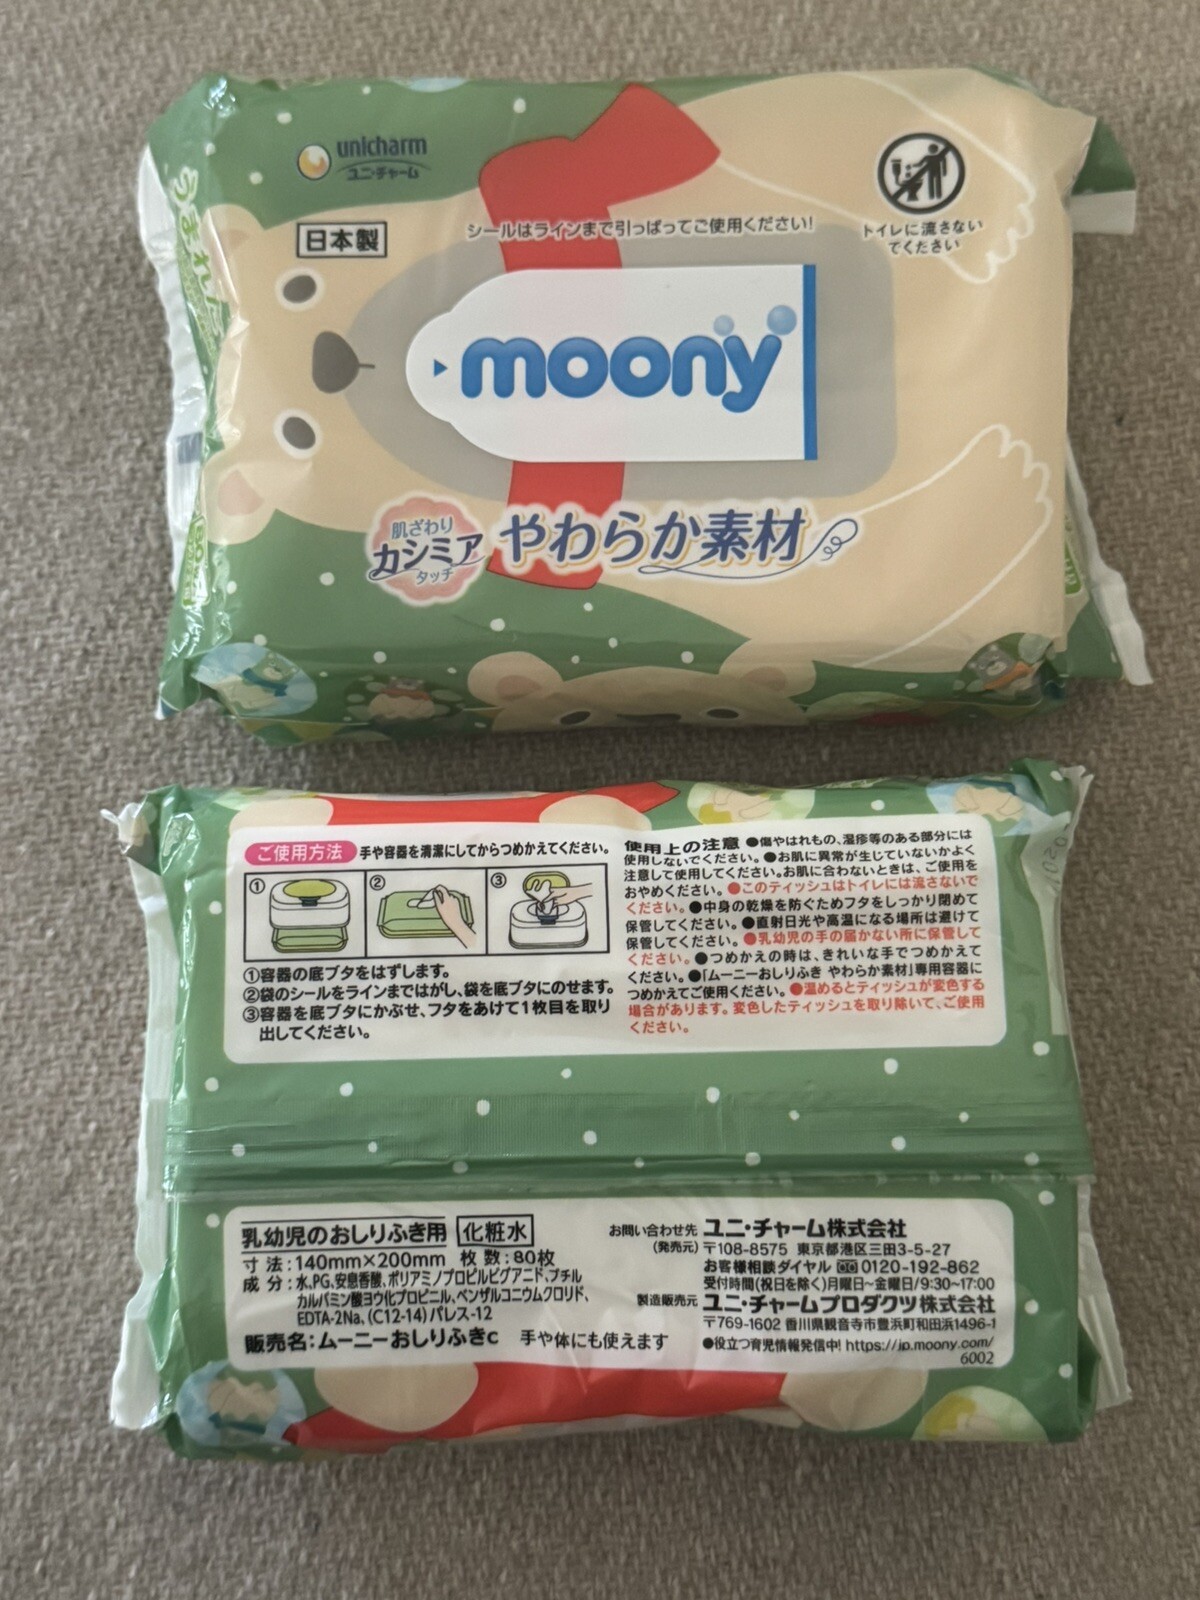 unicharm
ユニ・チャーム
日本製
シールはラインまで引っぱってご使用ください!
トイレに流さない
でください
moony
肌ざわり
カシミア
タッチ
やわらか素材
ご使用方法 手や容器を清潔にしてからつめかえてください。
① ② ③
①容器の底ブタをはずします。
②袋のシールをラインまではがし、袋を底ブタにのせます。
③容器を底ブタにかぶせ、フタをあけて1枚目を取り
出してください。
使用上の注意 ●傷やはれもの、湿疹等のある部分には
使用しないでください。●お肌に異常が生じていないかよく
注意して使用してください。お肌に合わないときは、ご使用を
おやめください。●このティッシュはトイレには流さないで
ください。●中身の乾燥を防ぐためフタをしっかり閉めて
保管してください。●直射日光や高温になる場所は避けて
保管してください。●乳幼児の手の届かない所に保管して
ください。●つめかえの時は、きれいな手でつめかえて
ください。●「ムーニーおしりふき やわらか素材」専用容器に
つめかえてご使用ください。●温めるとティッシュが変色する
場合があります。変色したティッシュを取り除いて、ご使用
ください。
乳幼児のおしりふき用 化粧水
寸 法:140mm×200mm 枚 数:80枚
成 分:水、PG、安息香酸、ポリアミノプロピルビグアニド、ブチル
カルバミン酸ヨウ化プロピニル、ベンザルコニウムクロリド、
EDTA-2Na、(C12-14)パレス-12
販売名:ムーニーおしりふきc 手や体にも使えます
お問い合わせ先 ユニ・チャーム株式会社
(発売元) 〒108-8575 東京都港区三田3-5-27
お客様相談ダイヤル 0120-192-862
受付時間(祝日を除く)月曜日~金曜日/9:30~17:00
製造販売元 ユニ・チャームプロダクツ株式会社
〒769-1602 香川県観音寺市豊浜町和田浜1496-1
●役立つ育児情報発信中! https://jp.moony.com/
6002